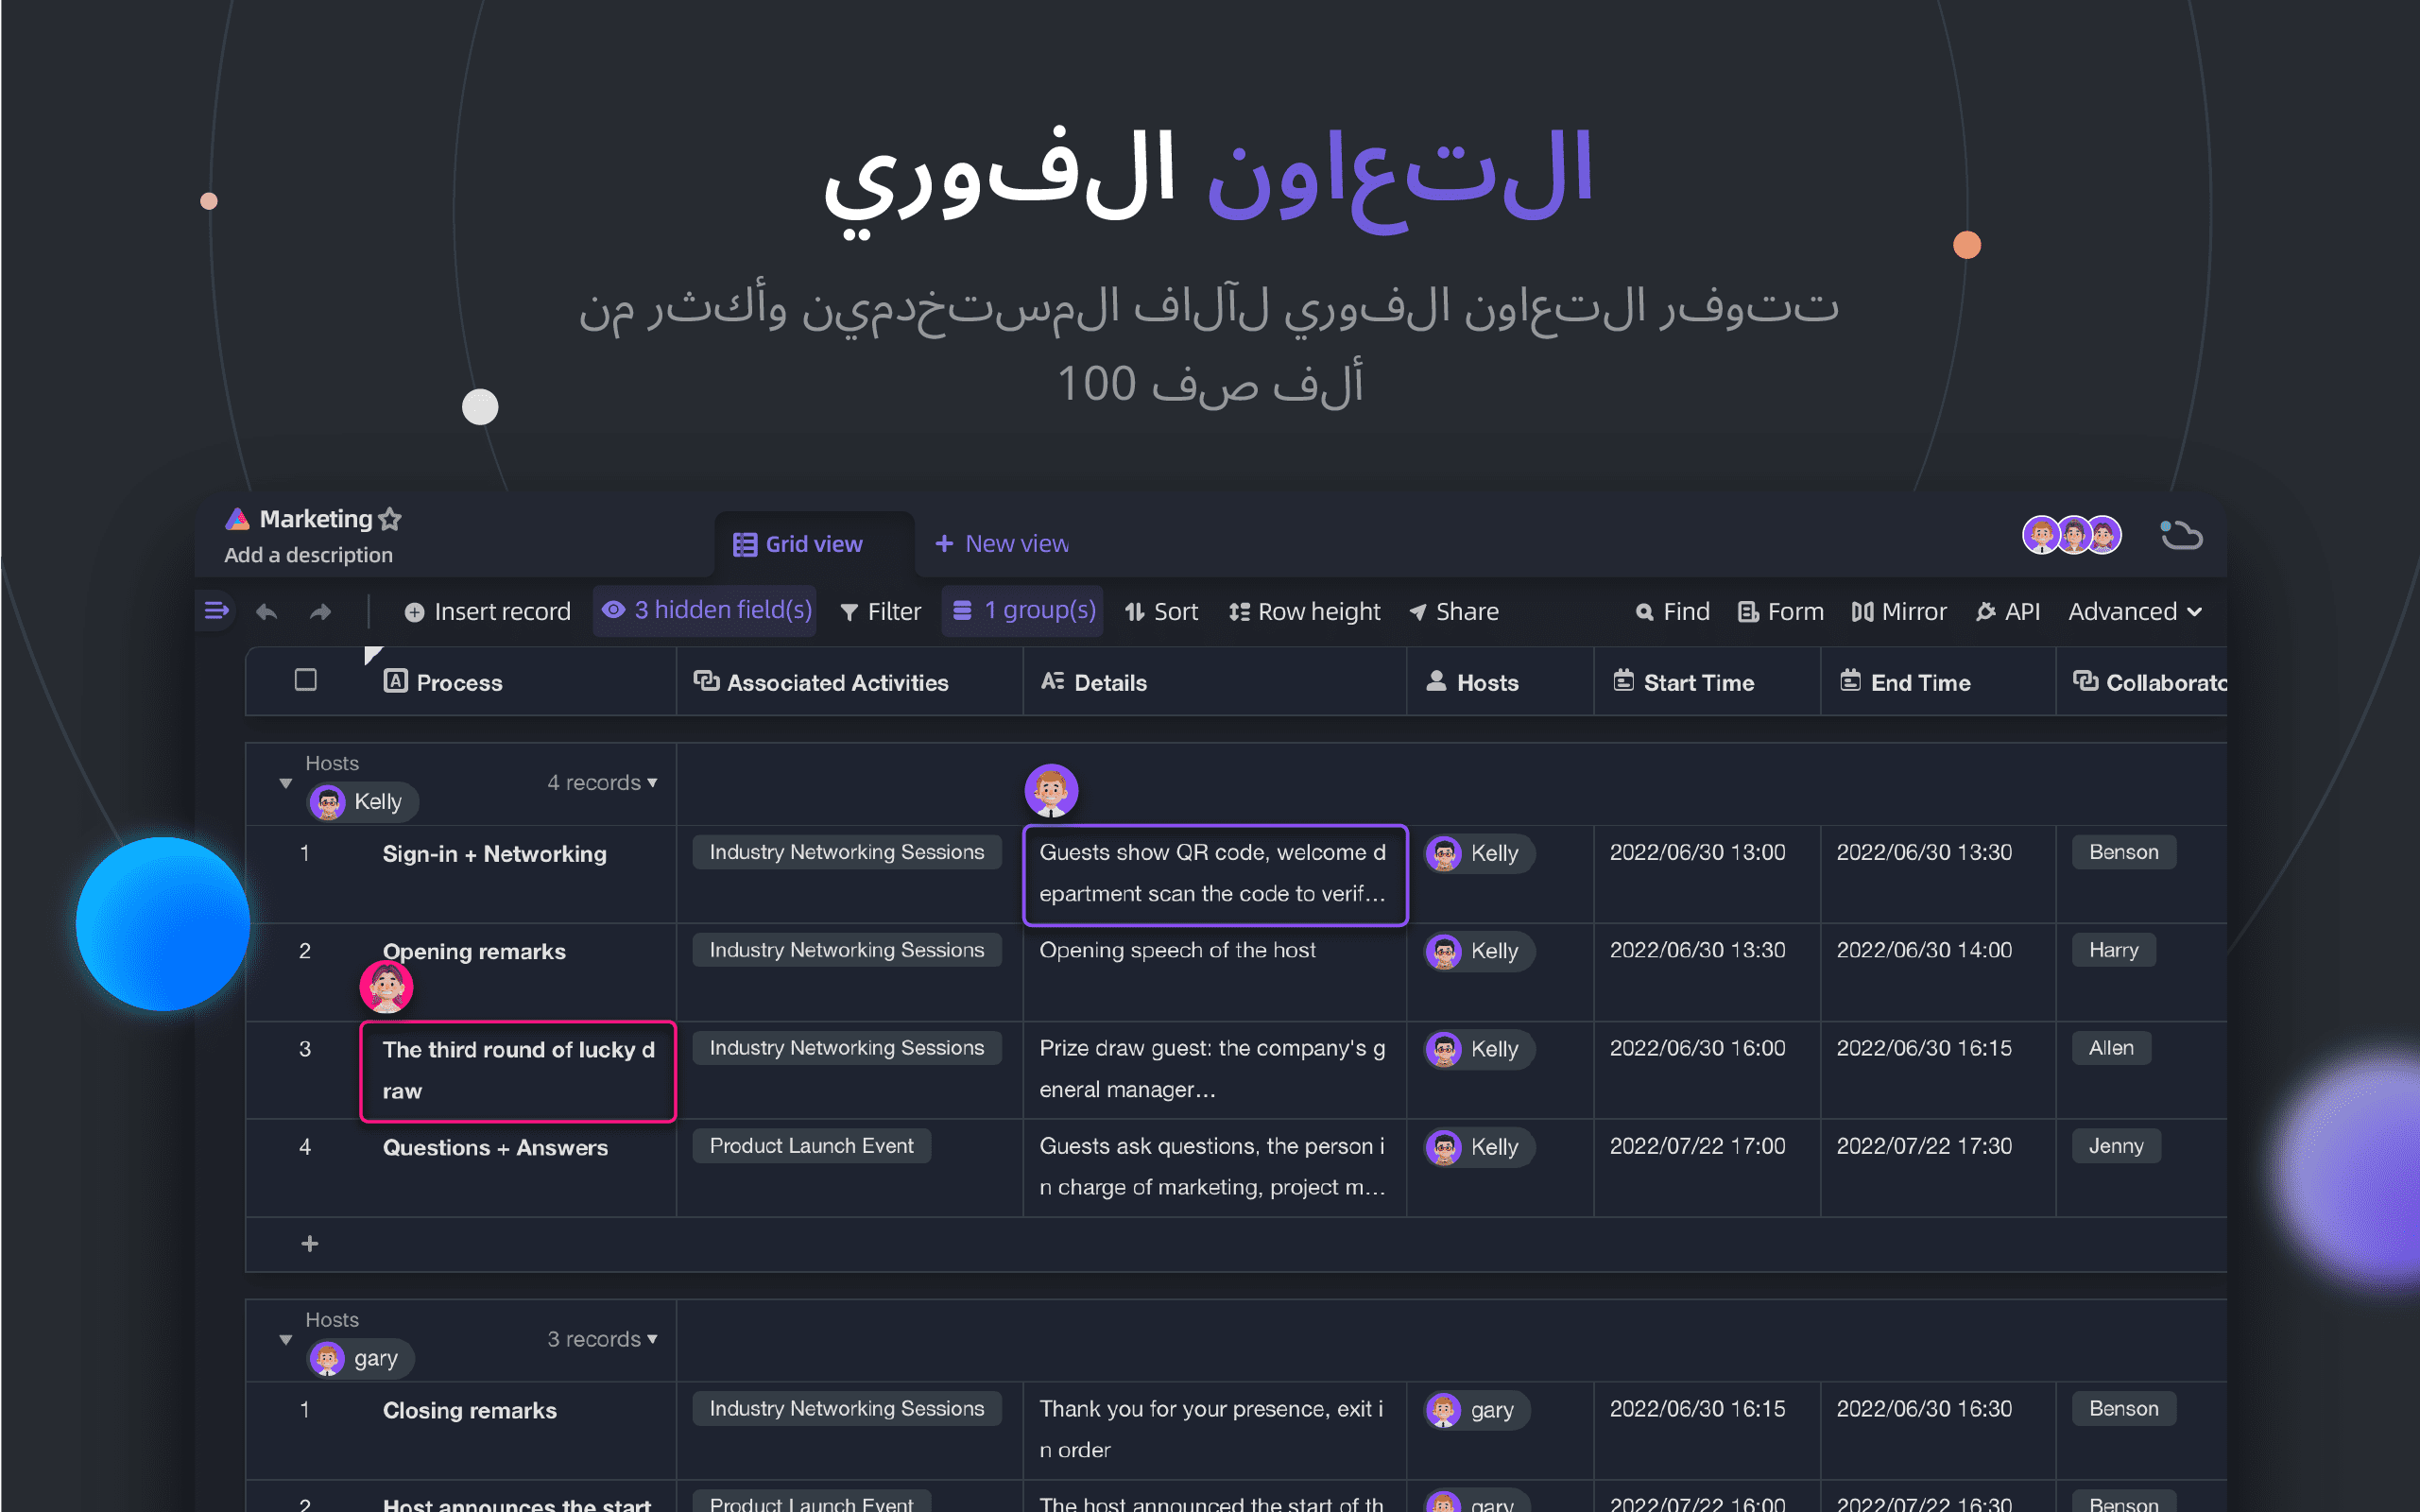 التعاون الفوري
تتوفر التعاون الفوري لآلاف المستخدمين وأكثر من
100 ألف صف
Marketing
Add a description
Grid view
New view
Insert record
3 hidden field(s)
Filter
1 group(s)
Sort
Row height
Share
Find
Form
Mirror
API
Advanced
Process
Associated Activities
Details
Hosts
Start Time
End Time
Collaborato
Hosts
Kelly
4 records
1
Sign-in + Networking
Industry Networking Sessions
Guests show QR code, welcome d
epartment scan the code to verif...
Kelly
2022/06/30 13:00
2022/06/30 13:30
Benson
2
Opening remarks
Industry Networking Sessions
Opening speech of the host
Kelly
2022/06/30 13:30
2022/06/30 14:00
Harry
3
The third round of lucky d
raw
Industry Networking Sessions
Prize draw guest: the company's g
eneral manager...
Kelly
2022/06/30 16:00
2022/06/30 16:15
Allen
4
Questions + Answers
Product Launch Event
Guests ask questions, the person i
n charge of marketing, project m...
Kelly
2022/07/22 17:00
2022/07/22 17:30
Jenny
Hosts
gary
3 records
1
Closing remarks
Industry Networking Sessions
Thank you for your presence, exit i
n order
gary
2022/06/30 16:15
2022/06/30 16:30
Benson
2
Host announces the start
Product Launch Event
The host announced the start of th
gary
2022/07/22 16:00
2022/07/22 16:30
Benson